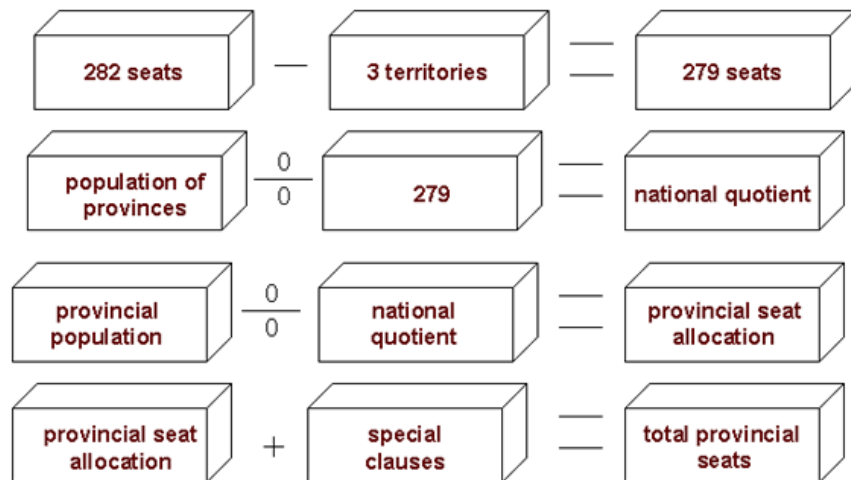 282 seats — 3 territories = 279 seats
population of
provinces
0
0
279
=
national quotient
provincial
population
0
0
national
quotient
=
provincial seat
allocation
provincial seat
allocation
+
special
clauses
=
total provincial
seats